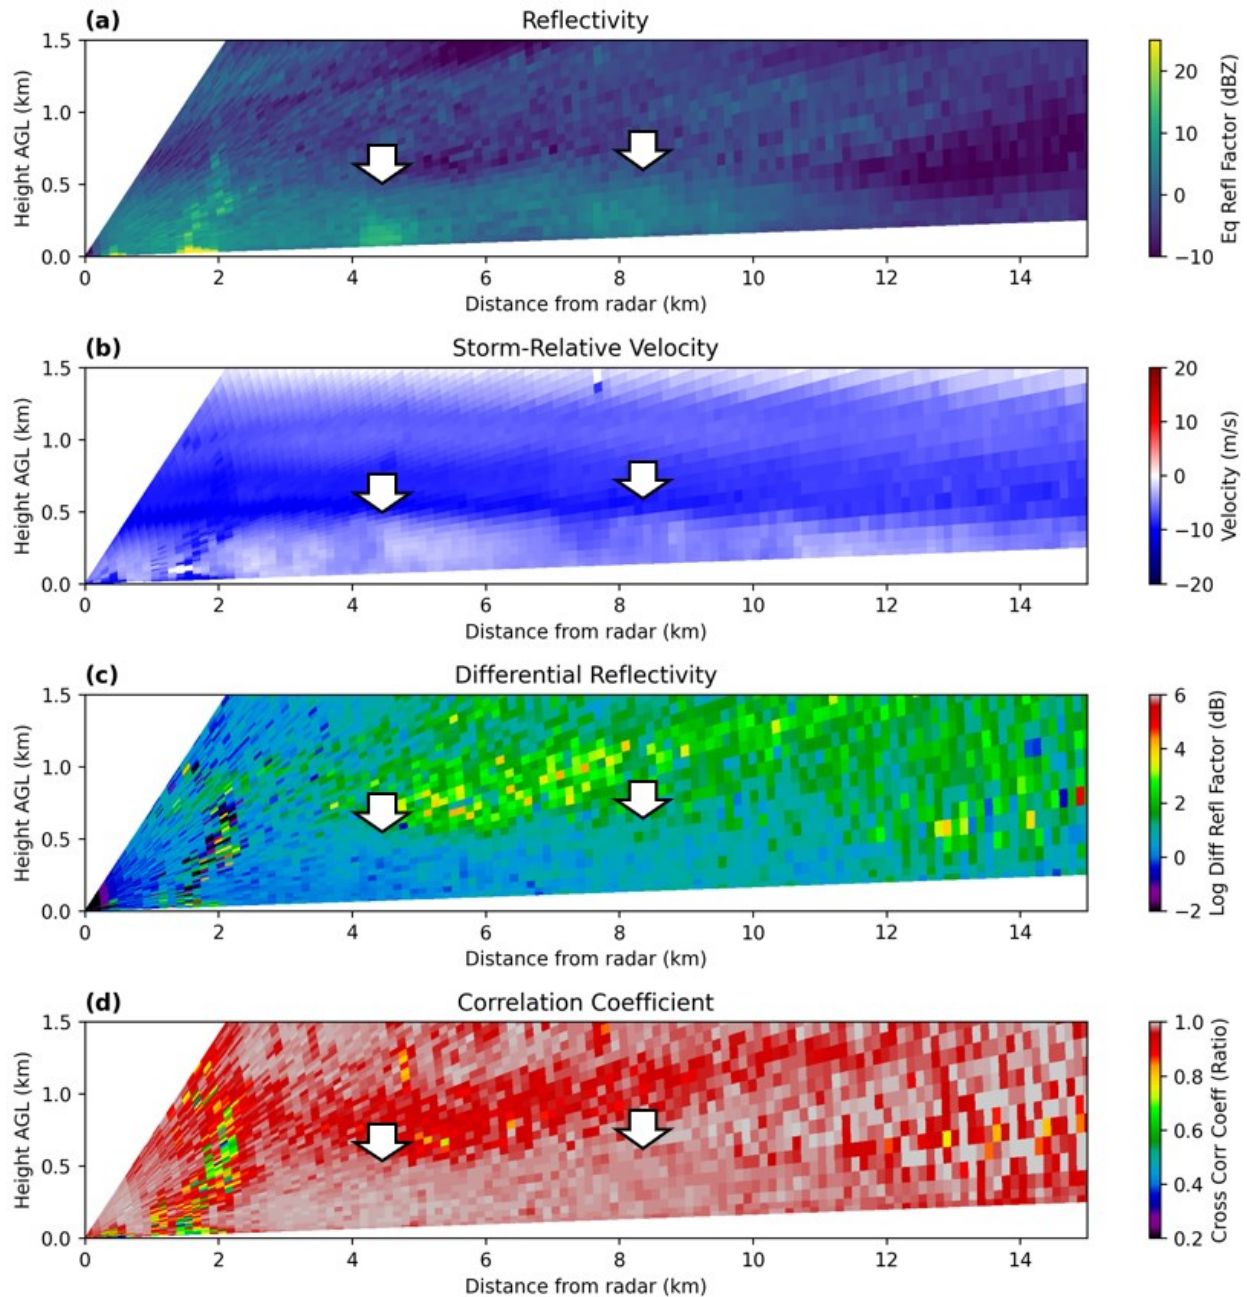 (a) Reflectivity
1.5
1.0
0.5
0.0
Height AGL (km)
0 2 4 6 8 10 12 14
Distance from radar (km)
20
10
0
−10
Eq Refl Factor (dBZ)
(b) Storm-Relative Velocity
1.5
1.0
0.5
0.0
Height AGL (km)
0 2 4 6 8 10 12 14
Distance from radar (km)
20
10
0
−10
−20
Velocity (m/s)
(c) Differential Reflectivity
1.5
1.0
0.5
0.0
Height AGL (km)
0 2 4 6 8 10 12 14
Distance from radar (km)
6
4
2
0
−2
Log Diff Refl Factor (dB)
(d) Correlation Coefficient
1.5
1.0
0.5
0.0
Height AGL (km)
0 2 4 6 8 10 12 14
Distance from radar (km)
1.0
0.8
0.6
0.4
0.2
Cross Corr Coeff (Ratio)